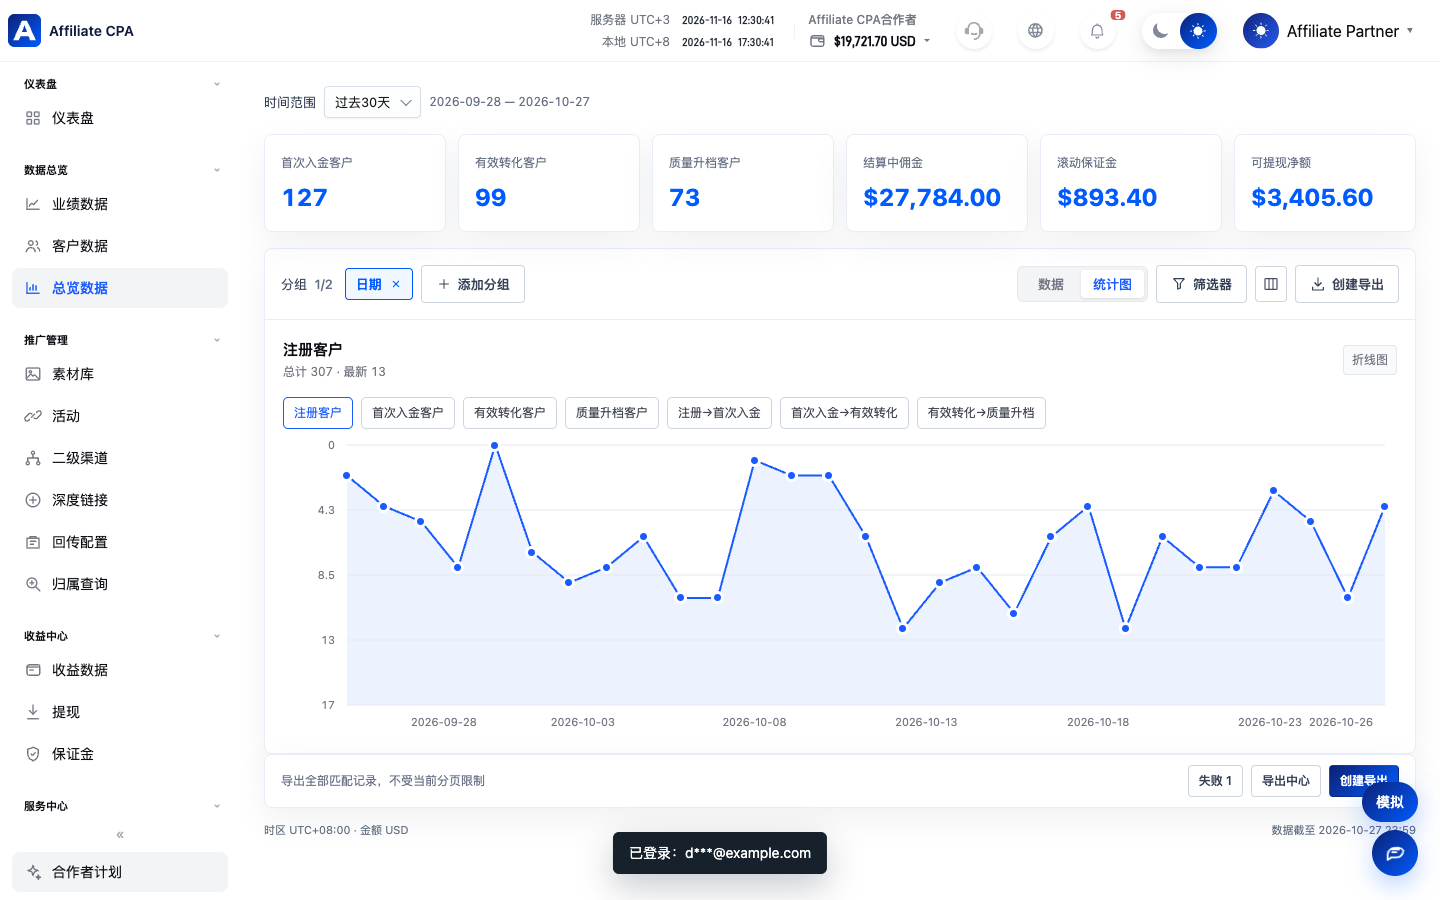 Affiliate CPA
服务器 UTC+3 2026-11-16 12:30:41
本地 UTC+8 2026-11-16 17:30:41
Affiliate CPA合作者
$19,721.70 USD
5
Affiliate Partner
仪表盘
仪表盘
数据总览
业绩数据
客户数据
总览数据
推广管理
素材库
活动
二级渠道
深度链接
回传配置
归属查询
收益中心
收益数据
提现
保证金
服务中心
«
合作者计划
时间范围 过去30天 2026-09-28 — 2026-10-27
首次入金客户
127
有效转化客户
99
质量升档客户
73
结算中佣金
$27,784.00
滚动保证金
$893.40
可提现净额
$3,405.60
分组 1/2 日期 × + 添加分组
数据 统计图 筛选器 创建导出
注册客户
总计 307 · 最新 13
折线图
注册客户 首次入金客户 有效转化客户 质量升档客户 注册→首次入金 首次入金→有效转化 有效转化→质量升档
0
4.3
8.5
13
17
2026-09-28 2026-10-03 2026-10-08 2026-10-13 2026-10-18 2026-10-23 2026-10-26
导出全部匹配记录，不受当前分页限制
失败 1 导出中心 创建导出
模拟
时区 UTC+08:00 · 金额 USD
数据截至 2026-10-27 23:59
已登录：d***@example.com